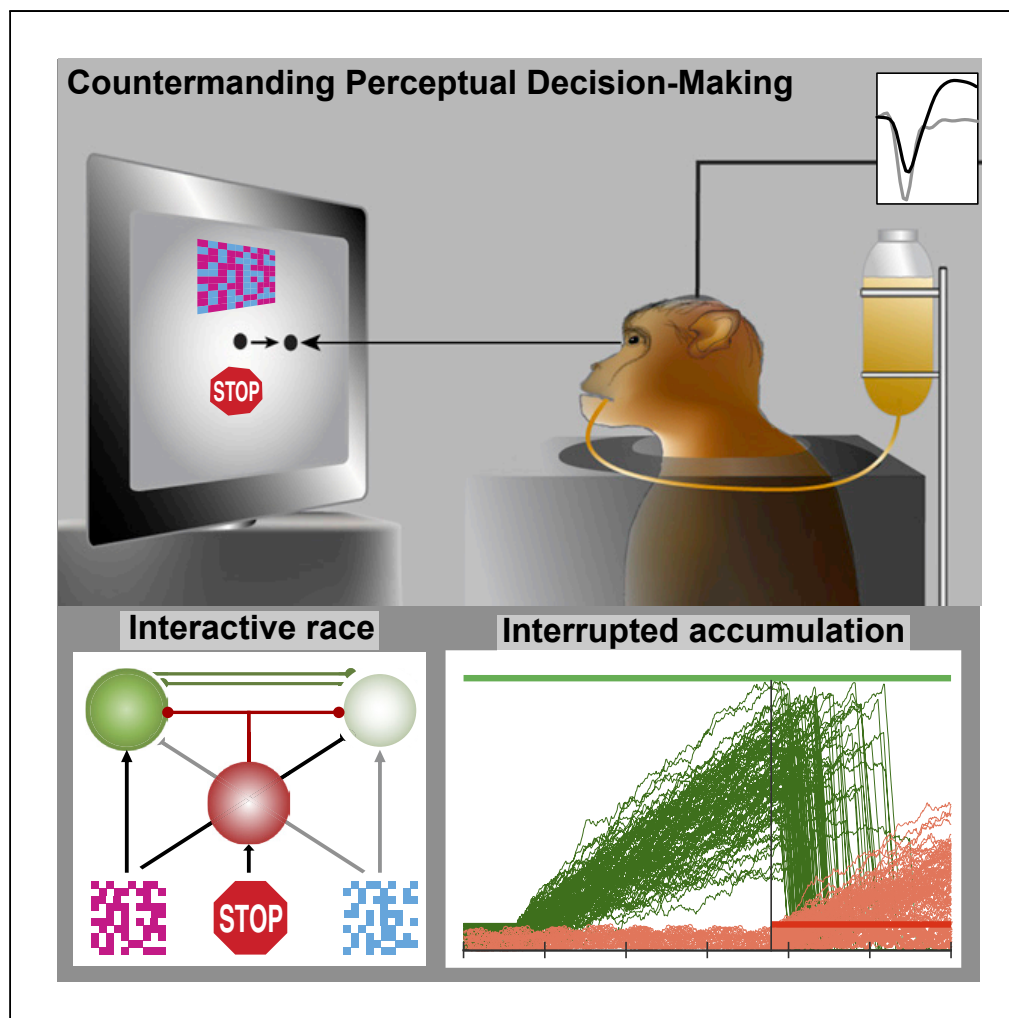 Countermanding Perceptual Decision-Making
STOP
Interactive race
Interrupted accumulation
STOP